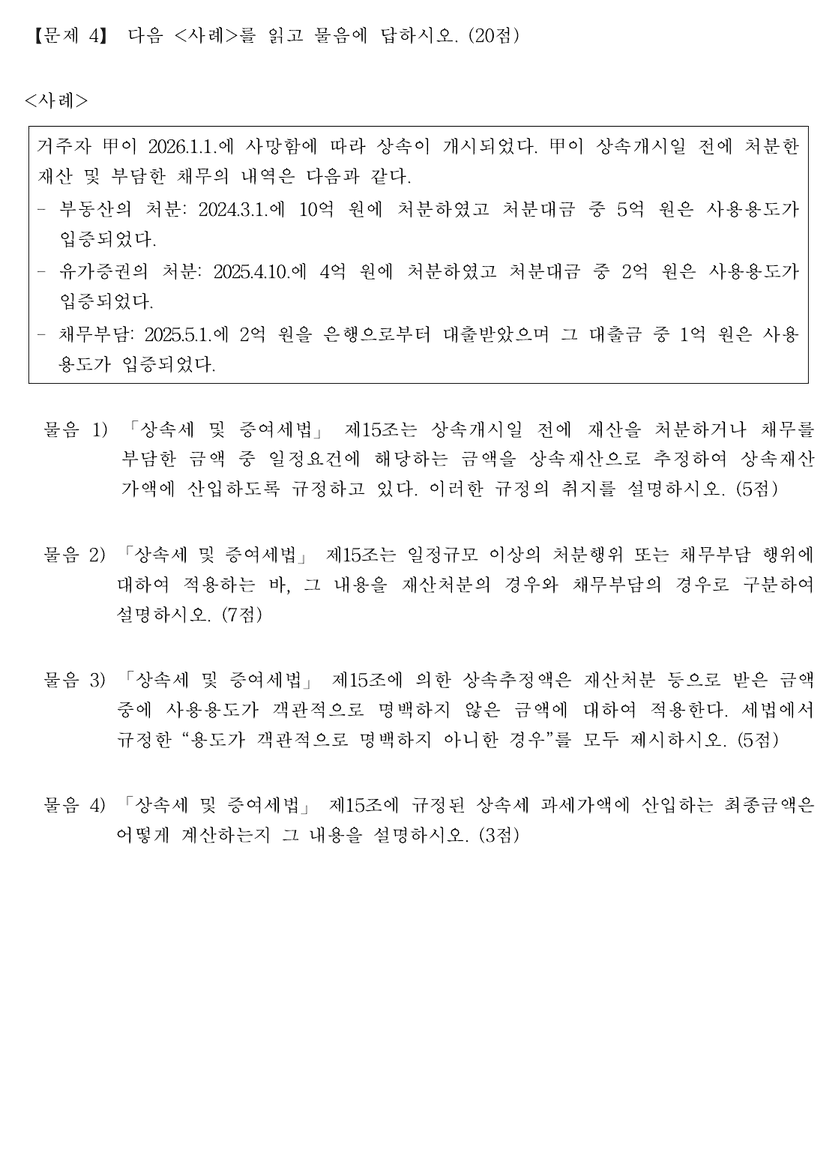 【문제 4】 다음 <사례>를 읽고 물음에 답하시오. (20점)
<사례>
거주자 甲이 2026.1.1.에 사망함에 따라 상속이 개시되었다. 甲이 상속개시일 전에 처분한
재산 및 부담한 채무의 내역은 다음과 같다.
- 부동산의 처분: 2024.3.1.에 10억 원에 처분하였고 처분대금 중 5억 원은 사용용도가
입증되었다.
- 유가증권의 처분: 2025.4.10.에 4억 원에 처분하였고 처분대금 중 2억 원은 사용용도가
입증되었다.
- 채무부담: 2025.5.1.에 2억 원을 은행으로부터 대출받았으며 그 대출금 중 1억 원은 사용
용도가 입증되었다.
물음 1) 「상속세 및 증여세법」 제15조는 상속개시일 전에 재산을 처분하거나 채무를
부담한 금액 중 일정요건에 해당하는 금액을 상속재산으로 추정하여 상속재산
가액에 산입하도록 규정하고 있다. 이러한 규정의 취지를 설명하시오. (5점)
물음 2) 「상속세 및 증여세법」 제15조는 일정규모 이상의 처분행위 또는 채무부담 행위에
대하여 적용하는 바, 그 내용을 재산처분의 경우와 채무부담의 경우로 구분하여
설명하시오. (7점)
물음 3) 「상속세 및 증여세법」 제15조에 의한 상속추정액은 재산처분 등으로 받은 금액
중에 사용용도가 객관적으로 명백하지 않은 금액에 대하여 적용한다. 세법에서
규정한 “용도가 객관적으로 명백하지 아니한 경우”를 모두 제시하시오. (5점)
물음 4) 「상속세 및 증여세법」 제15조에 규정된 상속세 과세가액에 산입하는 최종금액은
어떻게 계산하는지 그 내용을 설명하시오. (3점)